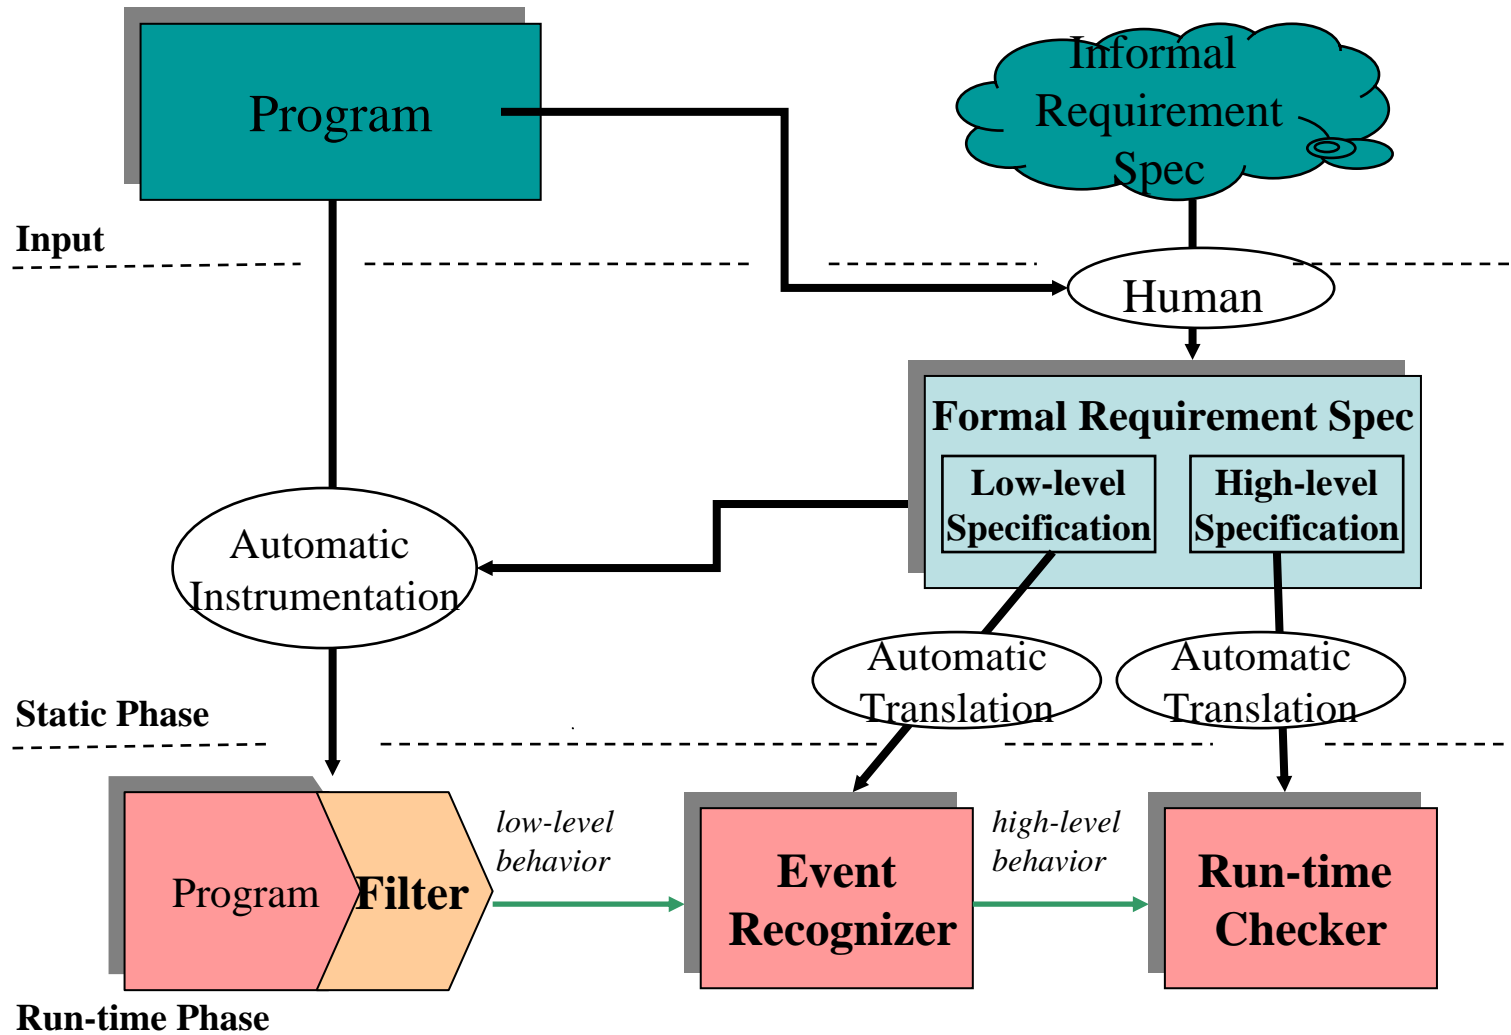 Program
Informal
Requirement
Spec
Input
Human
Formal Requirement Spec
Low-level
Specification
High-level
Specification
Automatic
Instrumentation
Automatic
Translation
Automatic
Translation
Static Phase
low-level
behavior
high-level
behavior
Program
Filter
Event
Recognizer
Run-time
Checker
Run-time Phase